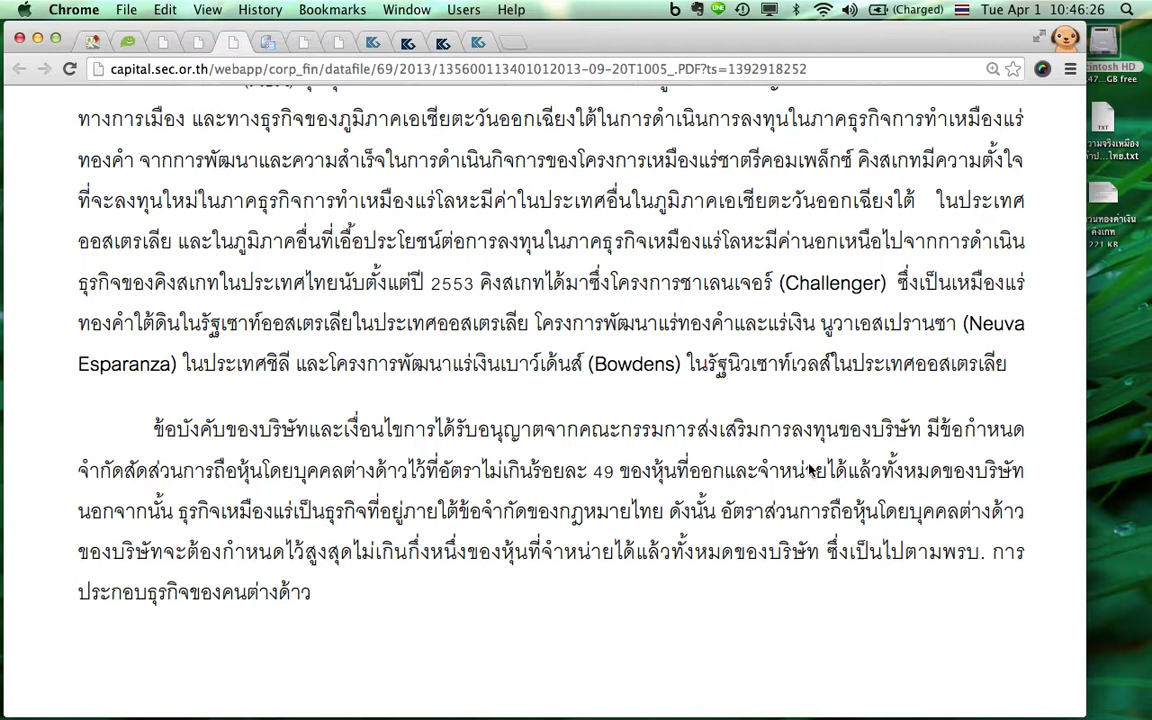 Chrome File Edit View History Bookmarks Window Users Help (Charged) Tue Apr 1 10:46:26
capital.sec.or.th/webapp/corp_fin/datafile/69/2013/135600113401012013-09-20T1005_.PDF?ts=1392918252
ทางการเมือง และทางธุรกิจของภูมิภาคเอเชียตะวันออกเฉียงใต้ในการดำเนินการลงทุนในภาคธุรกิจการทำเหมืองแร่
ทองคำ จากการพัฒนาและความสำเร็จในการดำเนินกิจการของโครงการเหมืองแร่ชาตรีคอมเพล็กซ์ คิงสเกทมีความตั้งใจ
ที่จะลงทุนใหม่ในภาคธุรกิจการทำเหมืองแร่โลหะมีค่าในประเทศอื่นในภูมิภาคเอเชียตะวันออกเฉียงใต้ ในประเทศ
ออสเตรเลีย และในภูมิภาคอื่นที่เอื้อประโยชน์ต่อการลงทุนในภาคธุรกิจเหมืองแร่โลหะมีค่านอกเหนือไปจากการดำเนิน
ธุรกิจของคิงสเกทในประเทศไทยนับตั้งแต่ปี 2553 คิงสเกทได้มาซึ่งโครงการชาเลนเจอร์ (Challenger) ซึ่งเป็นเหมืองแร่
ทองคำใต้ดินในรัฐเซาท์ออสเตรเลียในประเทศออสเตรเลีย โครงการพัฒนาแร่ทองคำและแร่เงิน นูวาเอสเปรานซา (Neuva
Esparanza) ในประเทศชิลี และโครงการพัฒนาแร่เงินเบาว์เด้นส์ (Bowdens) ในรัฐนิวเซาท์เวลส์ในประเทศออสเตรเลีย
ข้อบังคับของบริษัทและเงื่อนไขการได้รับอนุญาตจากคณะกรรมการส่งเสริมการลงทุนของบริษัท มีข้อกำหนด
จำกัดสัดส่วนการถือหุ้นโดยบุคคลต่างด้าวไว้ที่อัตราไม่เกินร้อยละ 49 ของหุ้นที่ออกและจำหน่ายได้แล้วทั้งหมดของบริษัท
นอกจากนั้น ธุรกิจเหมืองแร่เป็นธุรกิจที่อยู่ภายใต้ข้อจำกัดของกฎหมายไทย ดังนั้น อัตราส่วนการถือหุ้นโดยบุคคลต่างด้าว
ของบริษัทจะต้องกำหนดไว้สูงสุดไม่เกินกึ่งหนึ่งของหุ้นที่จำหน่ายได้แล้วทั้งหมดของบริษัท ซึ่งเป็นไปตามพรบ. การ
ประกอบธุรกิจของคนต่างด้าว
cintosh HD
GB free
TXT
ไทย.txt
คิงเกท
221 KB